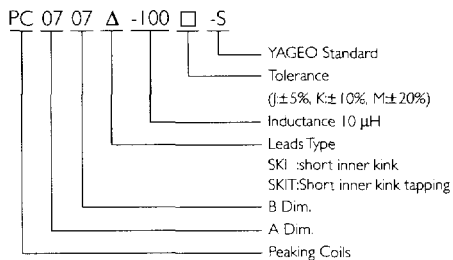 PC 07 07 Δ -100 □ -S
YAGEO Standard
Tolerance
(J:±5%, K:±10%, M:±20%)
Inductance 10 μH
Leads Type
SKI :short inner kink
SKIT:Short inner kink tapping
B Dim.
A Dim.
Peaking Coils